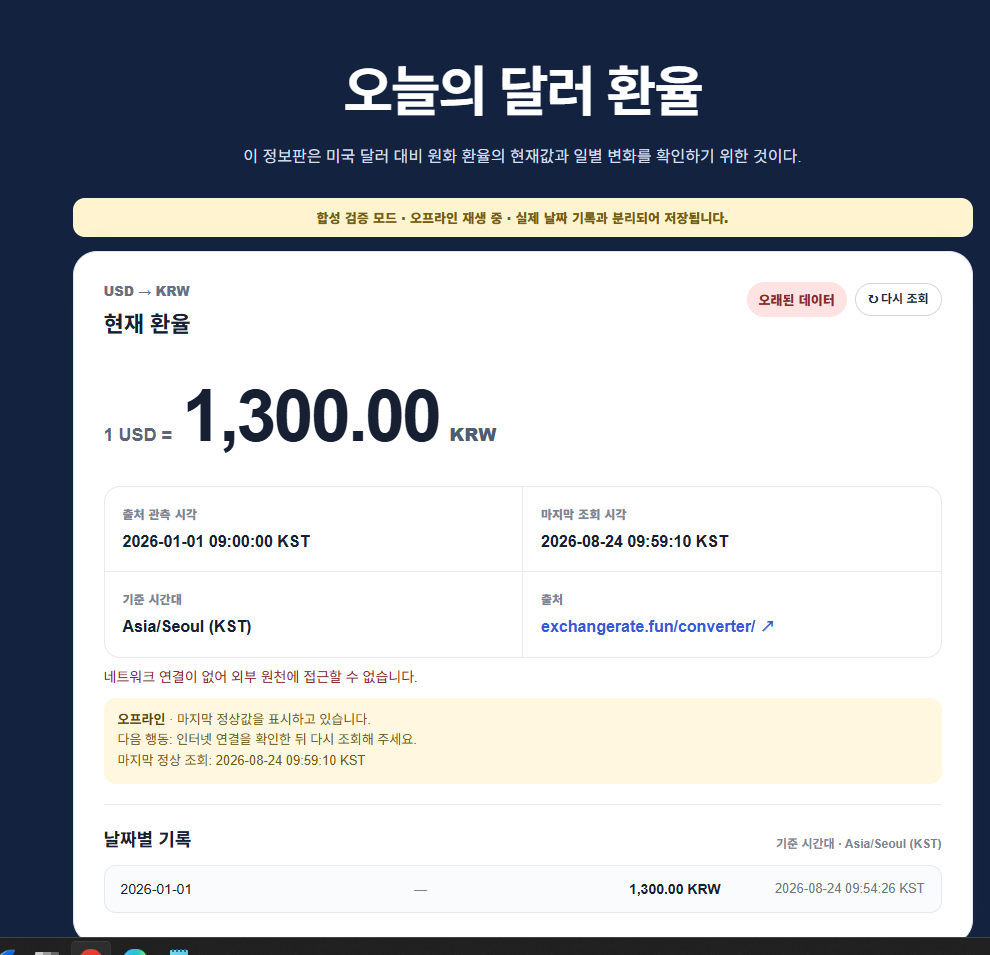 오늘의 달러 환율
이 정보판은 미국 달러 대비 원화 환율의 현재값과 일별 변화를 확인하기 위한 것이다.
합성 검증 모드 · 오프라인 재생 중 · 실제 날짜 기록과 분리되어 저장됩니다.
USD → KRW
현재 환율
오래된 데이터
↻ 다시 조회
1 USD = 1,300.00 KRW
출처 관측 시각
2026-01-01 09:00:00 KST
마지막 조회 시각
2026-08-24 09:59:10 KST
기준 시간대
Asia/Seoul (KST)
출처
exchangerate.fun/converter/ ↗
네트워크 연결이 없어 외부 원천에 접근할 수 없습니다.
오프라인 · 마지막 정상값을 표시하고 있습니다.
다음 행동: 인터넷 연결을 확인한 뒤 다시 조회해 주세요.
마지막 정상 조회: 2026-08-24 09:59:10 KST
날짜별 기록
기준 시간대 · Asia/Seoul (KST)
2026-01-01 — 1,300.00 KRW 2026-08-24 09:54:26 KST